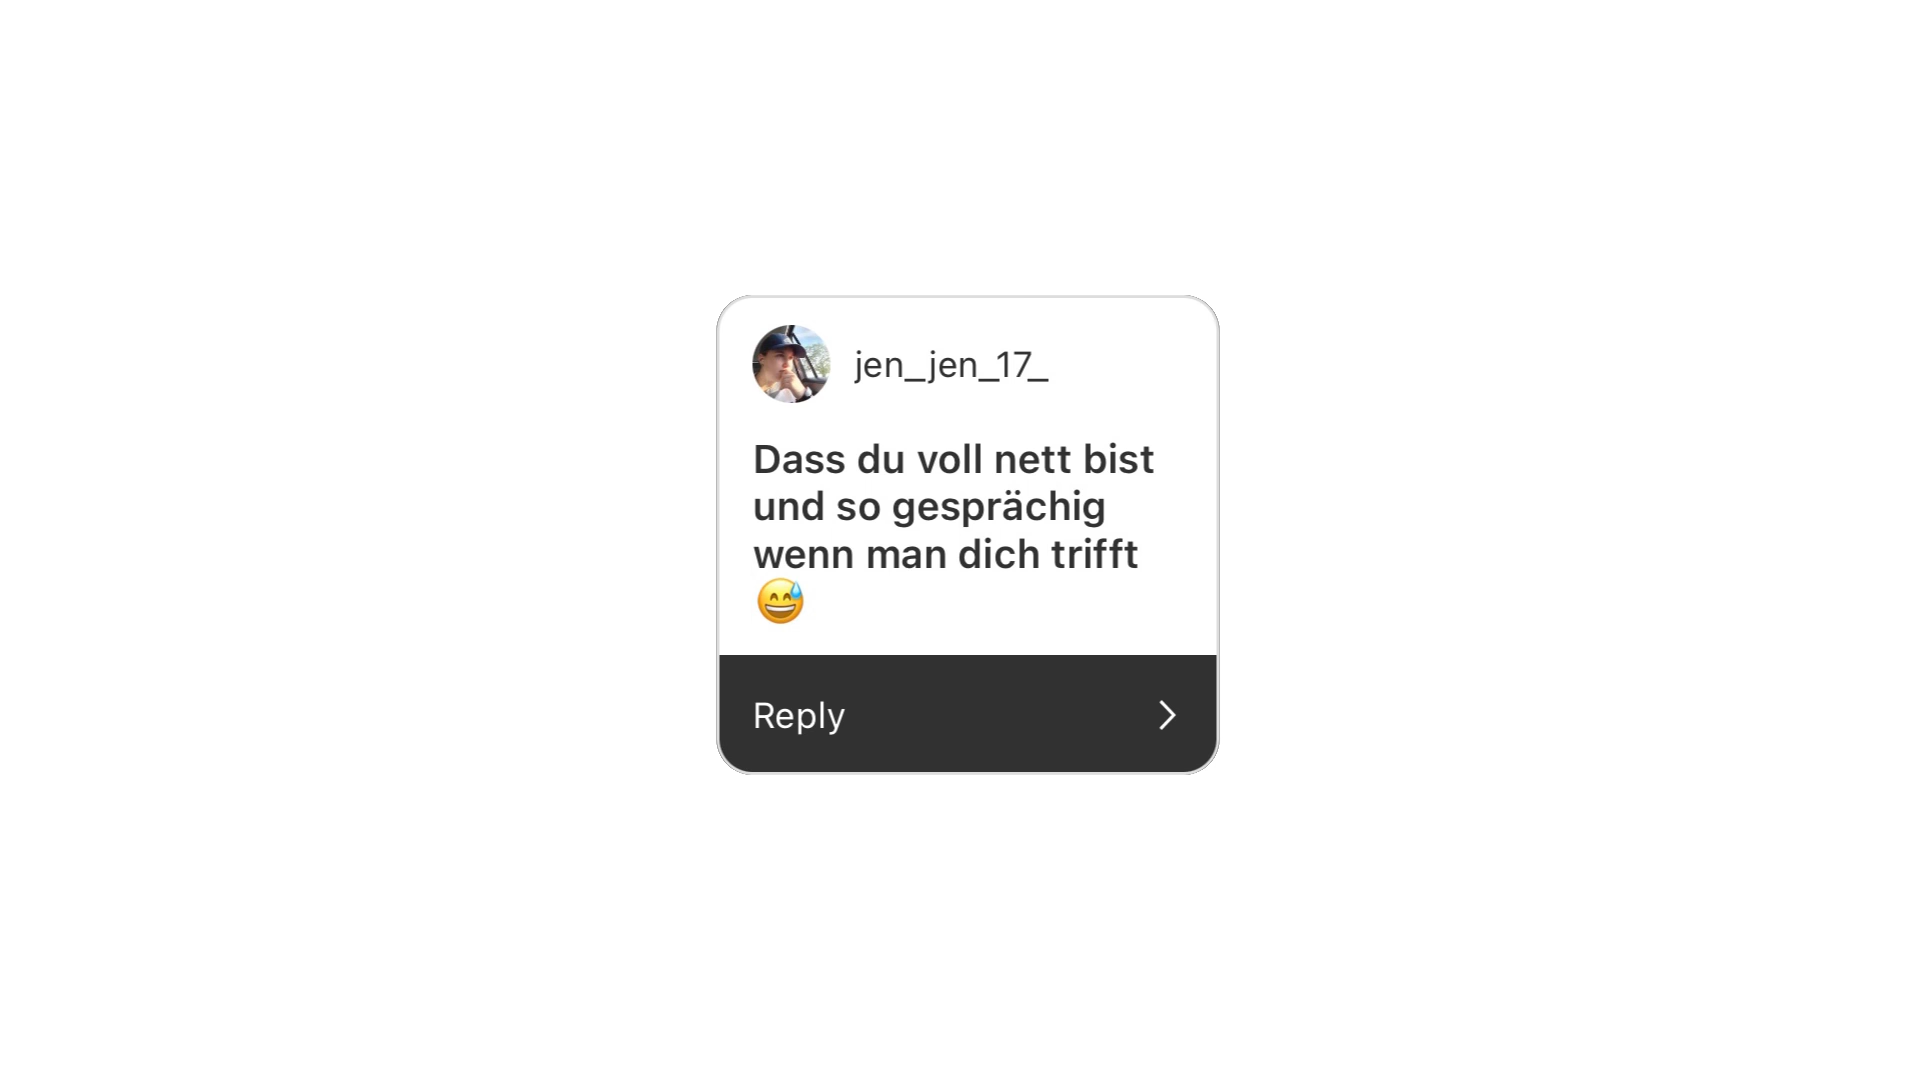 jen_jen_17_
Dass du voll nett bist
und so gesprächig
wenn man dich trifft
😅
Reply